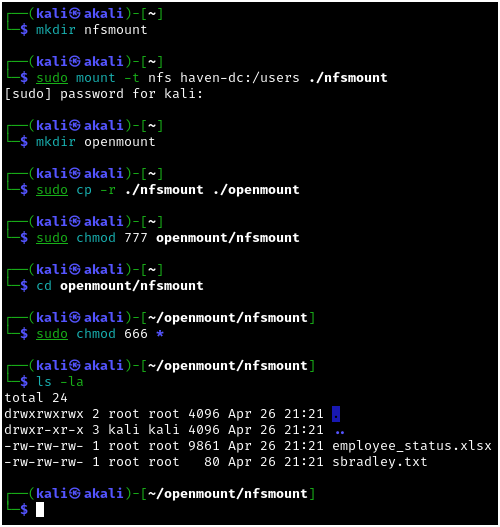 ┌──(kali㉿akali)-[~]
└─$ mkdir nfsmount
┌──(kali㉿akali)-[~]
└─$ sudo mount -t nfs haven-dc:/users ./nfsmount
[sudo] password for kali:
┌──(kali㉿akali)-[~]
└─$ mkdir openmount
┌──(kali㉿akali)-[~]
└─$ sudo cp -r ./nfsmount ./openmount
┌──(kali㉿akali)-[~]
└─$ sudo chmod 777 openmount/nfsmount
┌──(kali㉿akali)-[~]
└─$ cd openmount/nfsmount
┌──(kali㉿akali)-[~/openmount/nfsmount]
└─$ sudo chmod 666 *
┌──(kali㉿akali)-[~/openmount/nfsmount]
└─$ ls -la
total 24
drwxrwxrwx 2 root root 4096 Apr 26 21:21 .
drwxr-xr-x 3 kali kali 4096 Apr 26 21:21 ..
-rw-rw-rw- 1 root root 9861 Apr 26 21:21 employee_status.xlsx
-rw-rw-rw- 1 root root   80 Apr 26 21:21 sbradley.txt
┌──(kali㉿akali)-[~/openmount/nfsmount]
└─$